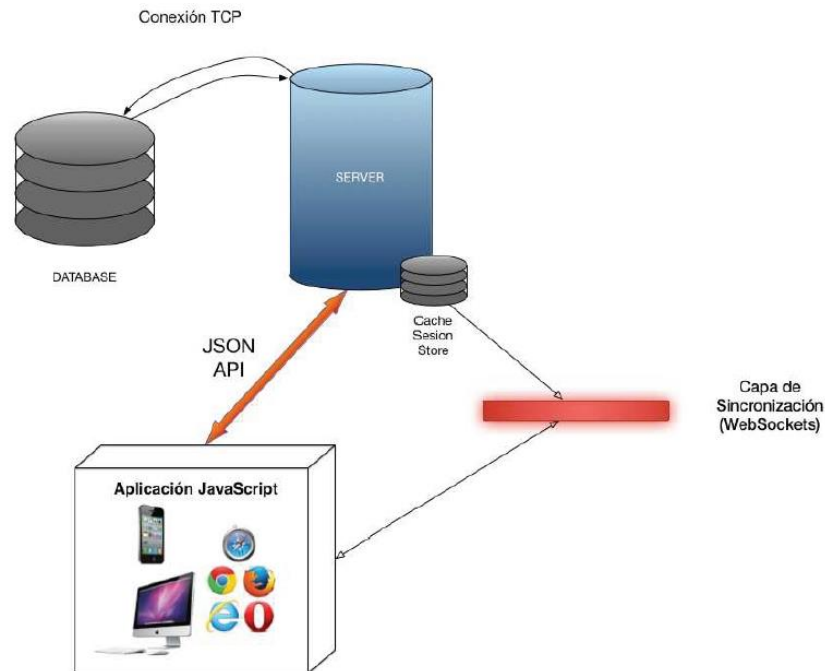 Conexión TCP
SERVER
DATABASE
Cache
Sesion
Store
JSON
API
Capa de
Sincronización
(WebSockets)
Aplicación JavaScript